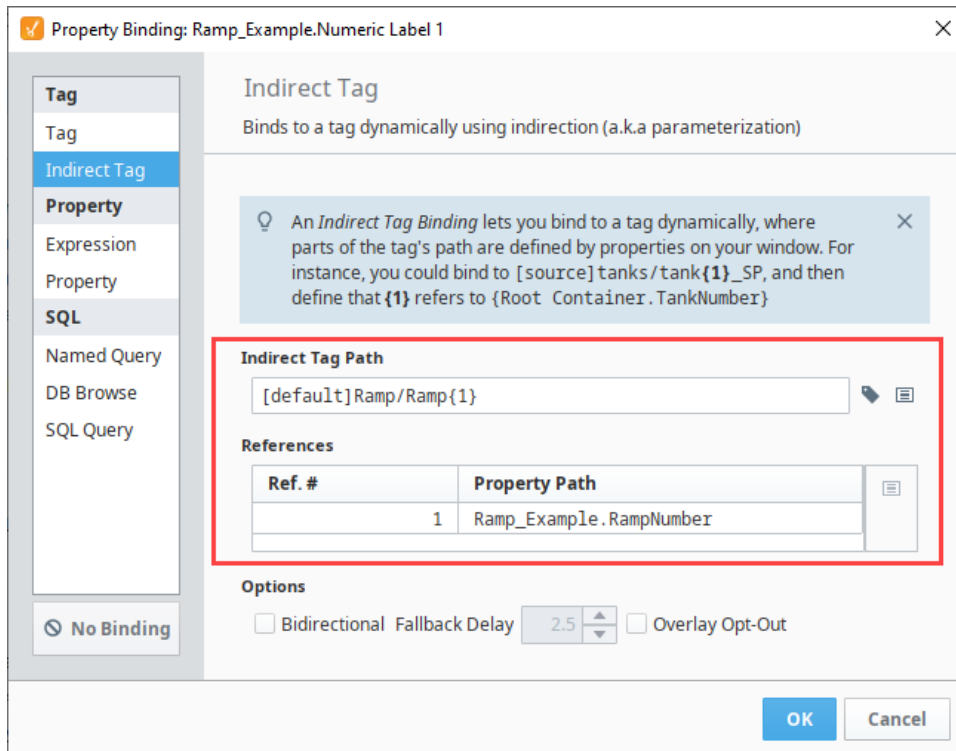 Property Binding: Ramp_Example.Numeric Label 1
Tag
Tag
Indirect Tag
Property
Expression
Property
SQL
Named Query
DB Browse
SQL Query
No Binding
Indirect Tag
Binds to a tag dynamically using indirection (a.k.a parameterization)
An Indirect Tag Binding lets you bind to a tag dynamically, where
parts of the tag's path are defined by properties on your window. For
instance, you could bind to [source]tanks/tank{1}_SP, and then
define that {1} refers to {Root Container.TankNumber}
Indirect Tag Path
[default]Ramp/Ramp{1}
References
Ref. # Property Path
1 Ramp_Example.RampNumber
Options
Bidirectional Fallback Delay 2.5 Overlay Opt-Out
OK Cancel